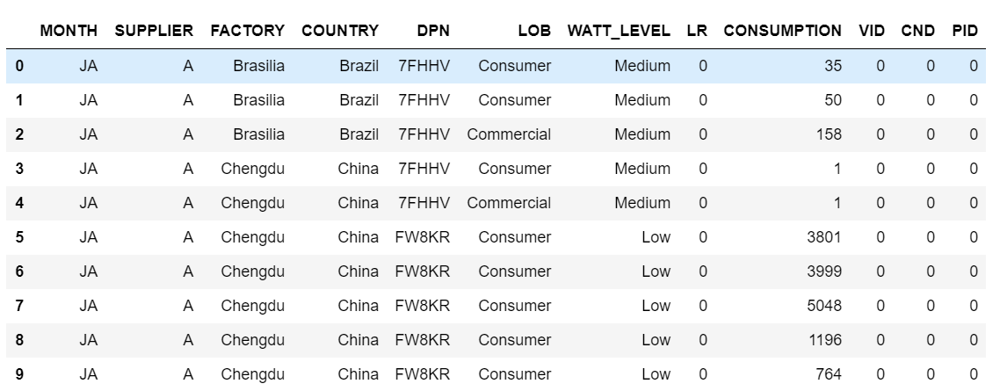 MONTH SUPPLIER FACTORY COUNTRY DPN LOB WATT_LEVEL LR CONSUMPTION VID CND PID
0 JA A Brasilia Brazil 7FHHV Consumer Medium 0 35 0 0 0
1 JA A Brasilia Brazil 7FHHV Consumer Medium 0 50 0 0 0
2 JA A Brasilia Brazil 7FHHV Commercial Medium 0 158 0 0 0
3 JA A Chengdu China 7FHHV Consumer Medium 0 1 0 0 0
4 JA A Chengdu China 7FHHV Commercial Medium 0 1 0 0 0
5 JA A Chengdu China FW8KR Consumer Low 0 3801 0 0 0
6 JA A Chengdu China FW8KR Consumer Low 0 3999 0 0 0
7 JA A Chengdu China FW8KR Consumer Low 0 5048 0 0 0
8 JA A Chengdu China FW8KR Consumer Low 0 1196 0 0 0
9 JA A Chengdu China FW8KR Consumer Low 0 764 0 0 0